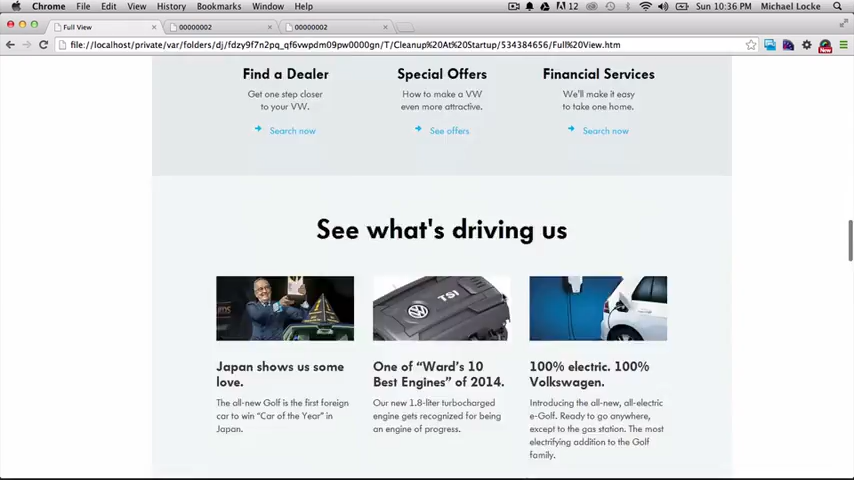 Chrome File Edit View History Bookmarks Window Help 12 Sun 10:36 PM Michael Locke
Full View 00000002 00000002
file://localhost/private/var/folders/dj/fdzy9f7n2pq_qf6vwpdm09pw0000gn/T/Cleanup%20At%20Startup/534384656/Full%20View.htm
New
Find a Dealer Special Offers Financial Services
Get one step closer How to make a VW We'll make it easy
to your VW. even more attractive. to take one home.
Search now See offers Search now
See what's driving us
TSI
Japan shows us some One of “Ward’s 10 100% electric. 100%
love. Best Engines” of 2014. Volkswagen.
The all-new Golf is the first foreign Our new 1.8-liter turbocharged Introducing the all-new, all-electric
car to win “Car of the Year” in engine gets recognized for being e-Golf. Ready to go anywhere,
Japan. an engine of progress. except to the gas station. The most
electrifying addition to the Golf
family.